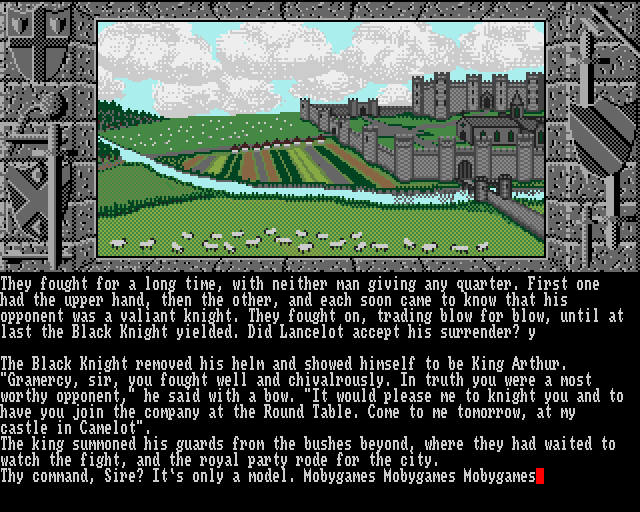 They fought for a long time, with neither man giving any quarter. First one
had the upper hand, then the other, and each soon came to know that his
opponent was a valiant knight. They fought on, trading blow for blow, until at
last the Black Knight yielded. Did Lancelot accept his surrender? y
The Black Knight removed his helm and showed himself to be King Arthur.
"Gramercy, sir, you fought well and chivalrously. In truth you were a most
worthy opponent," he said with a bow. "It would please me to knight you and to
have you join the company at the Round Table. Come to me tomorrow, at my
castle in Camelot".
The king summoned his guards from the bushes beyond, where they had waited to
watch the fight, and the royal party rode for the city.
Thy command, Sire? It's only a model. Mobygames Mobygames Mobygames